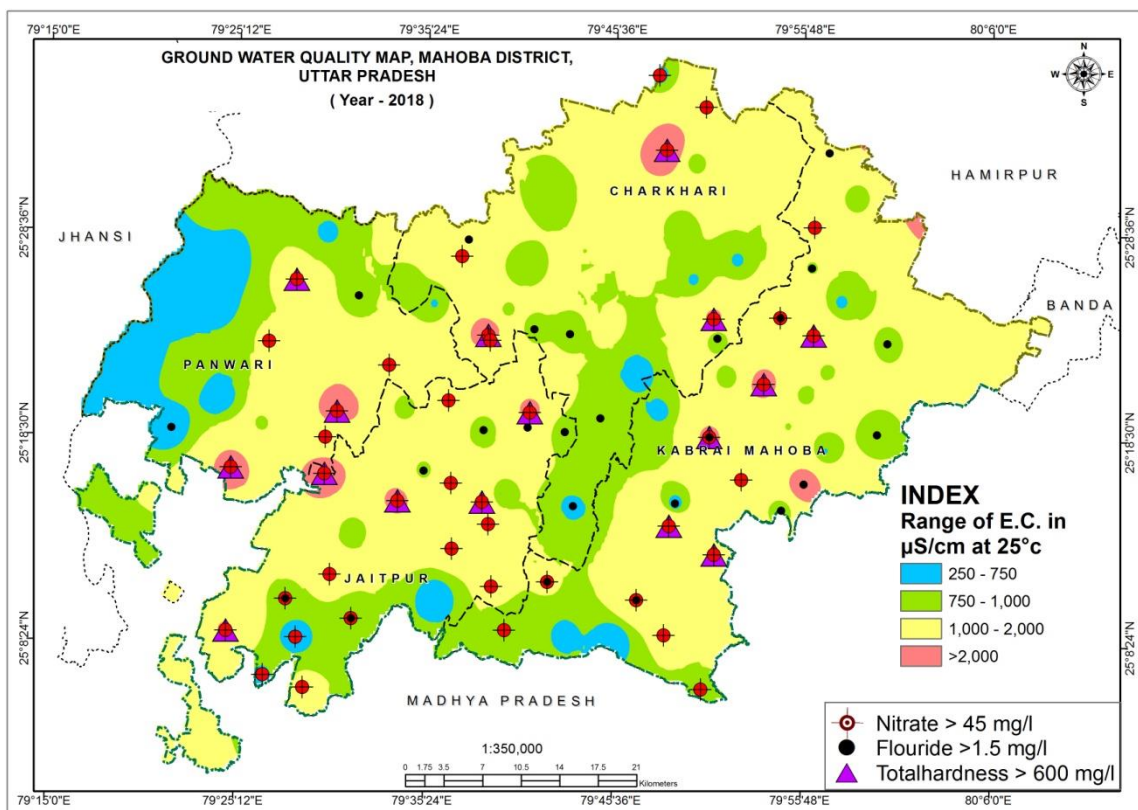 79°15'0"E 79°25'12"E 79°35'24"E 79°45'36"E 79°55'48"E 80°6'0"E
GROUND WATER QUALITY MAP, MAHOBA DISTRICT,
UTTAR PRADESH
( Year - 2018 )
N
W E
S
CHARKHARI
HAMIRPUR
JHANSI
25°28'36"N 25°28'36"N
BANDA
PANWARI
25°18'30"N 25°18'30"N
KABRAI MAHOBA
INDEX
Range of E.C. in
µS/cm at 25°c
250 - 750
750 - 1,000
1,000 - 2,000
>2,000
JAITPUR
25°8'24"N 25°8'24"N
MADHYA PRADESH
Nitrate > 45 mg/l
Flouride >1.5 mg/l
Totalhardness > 600 mg/l
1:350,000
0 1.75 3.5 7 10.5 14 17.5 21
Kilometers
79°15'0"E 79°25'12"E 79°35'24"E 79°45'36"E 79°55'48"E 80°6'0"E